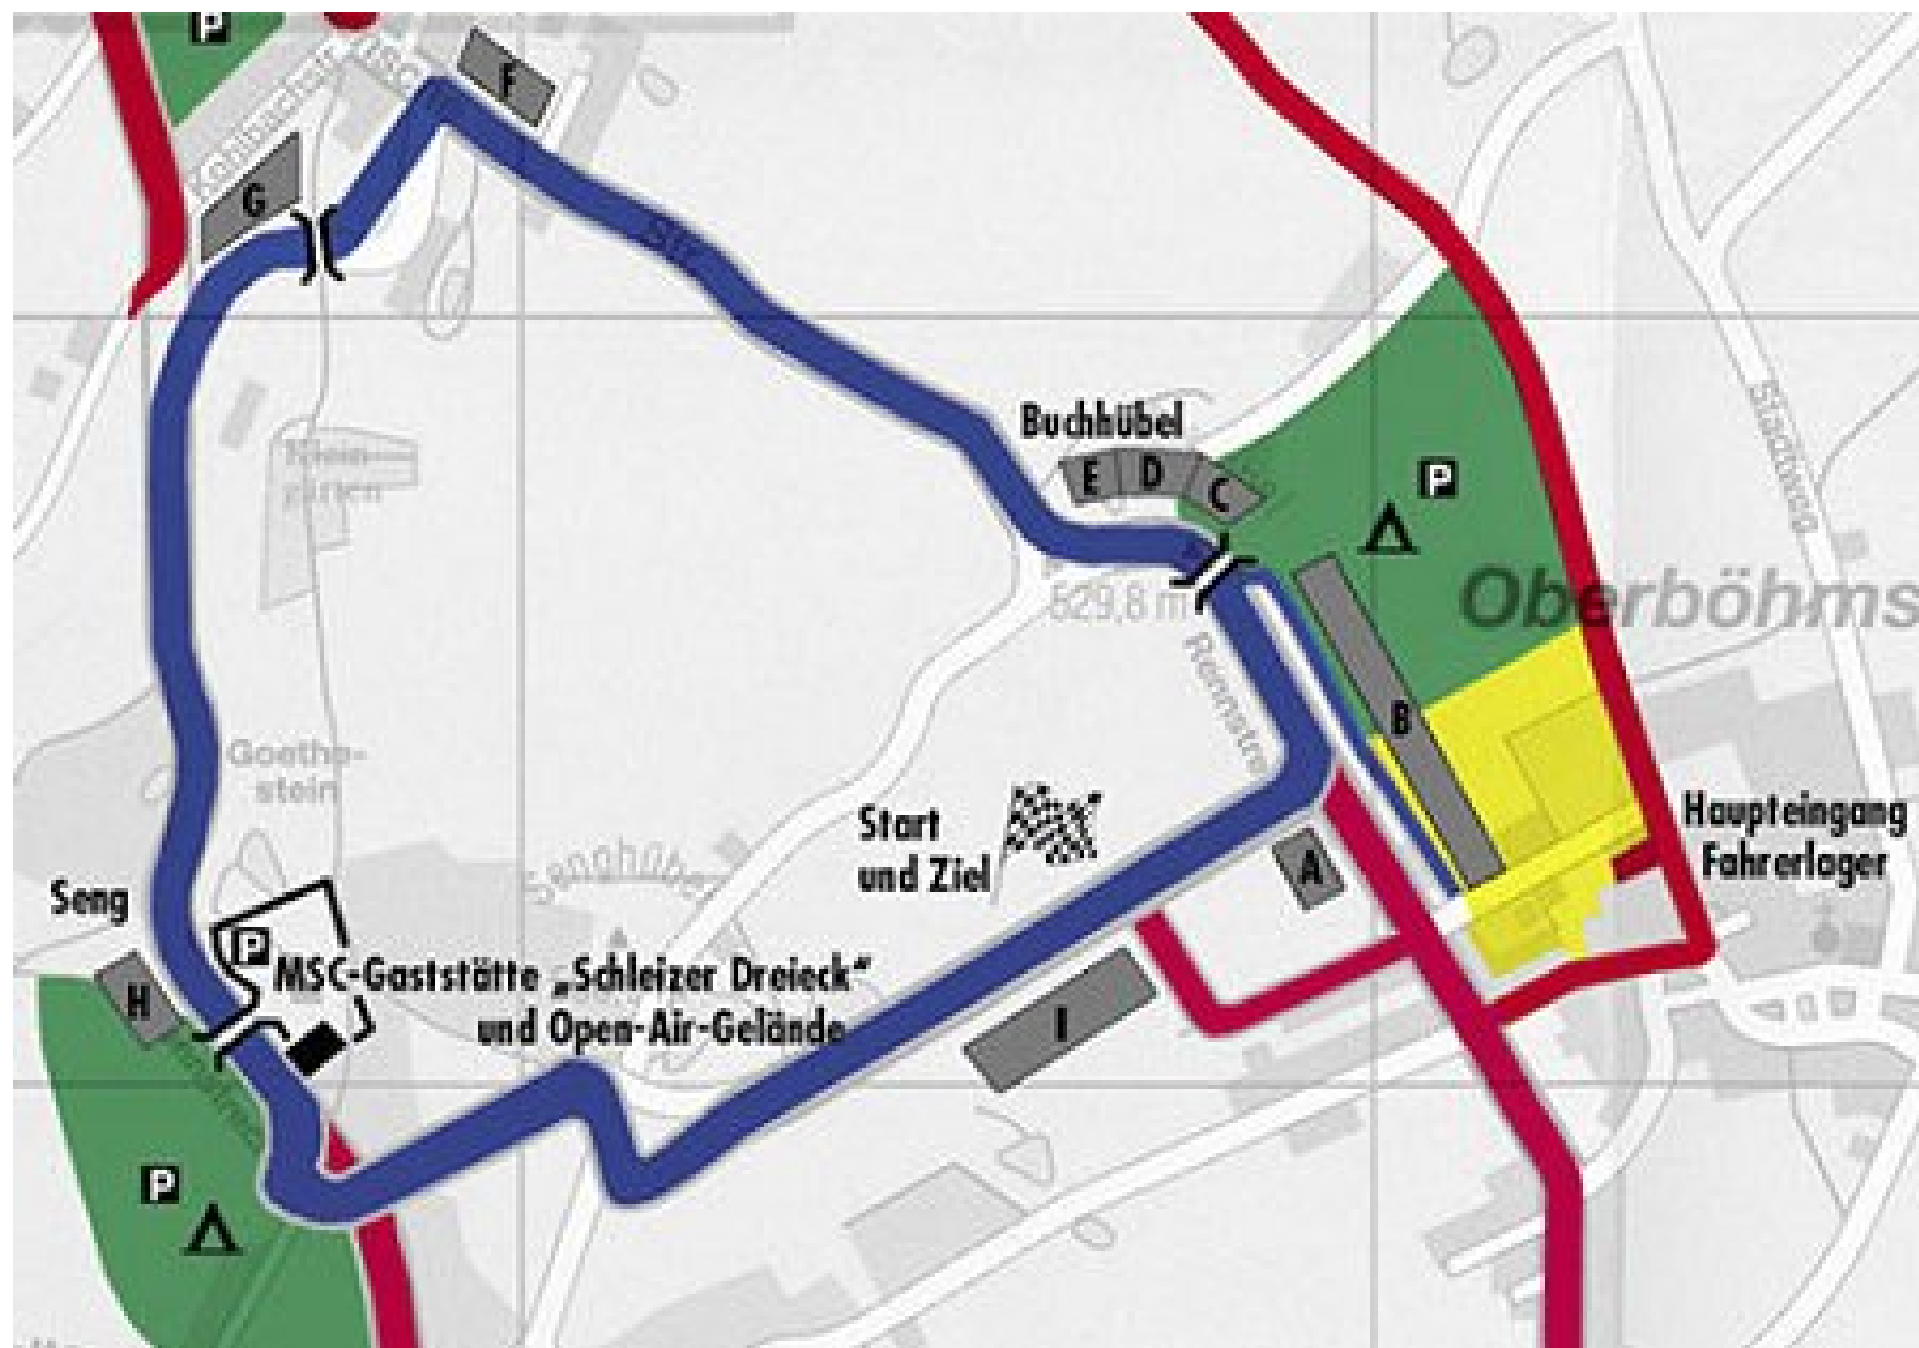 P
F
G
Buchhübel
E D C
P
Stadtweg
Oberböhms
529,8 m
B
Goethe-
stein
Start
und Ziel
A
Haupteingang
Fahrerlager
Seng
P
MSC-Gaststätte „Schleizer Dreieck“
und Open-Air-Gelände
H
I
P